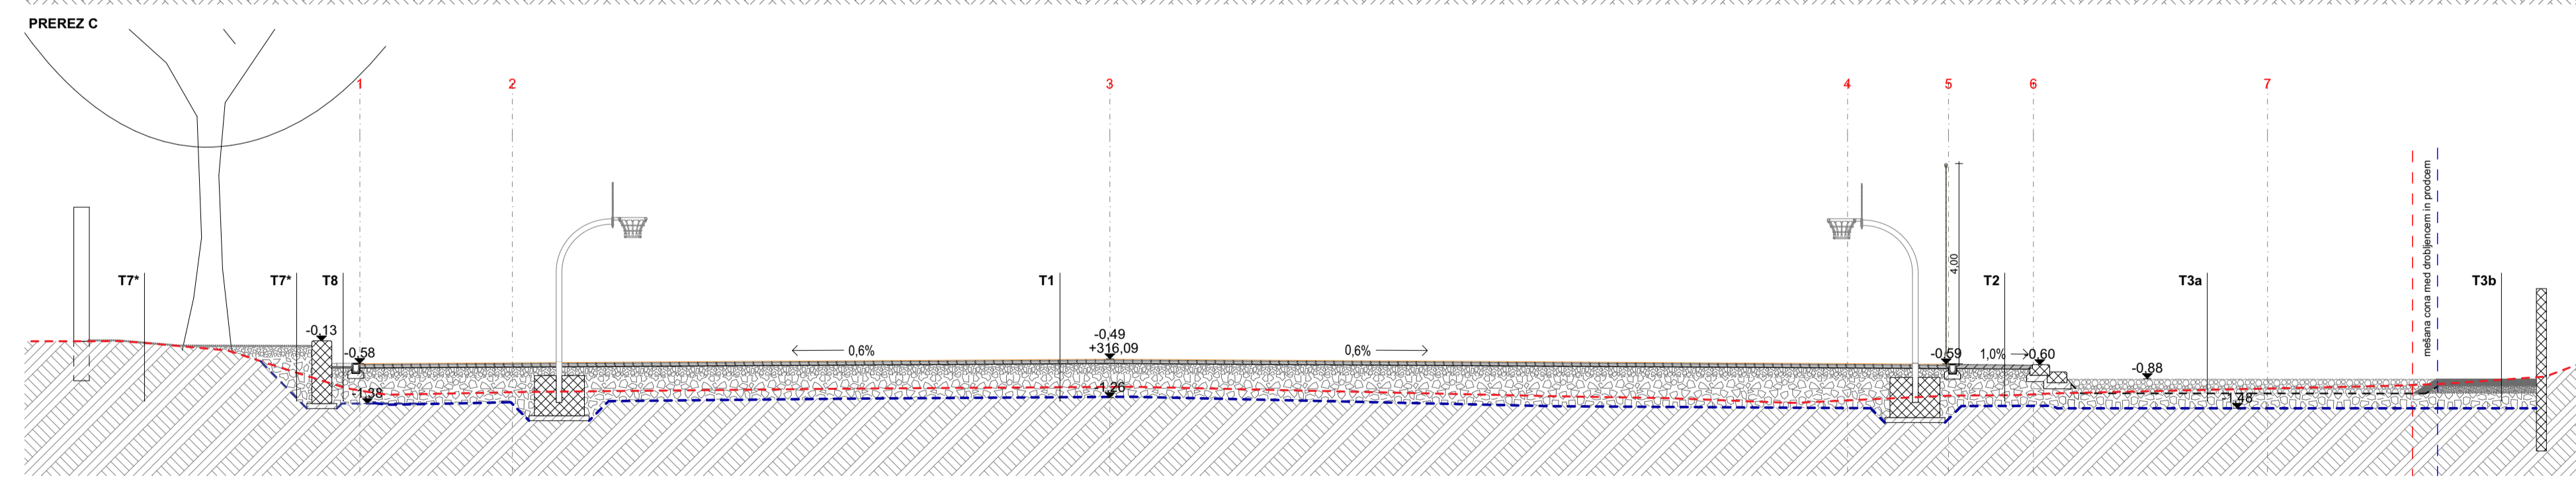 PREREZ C
1
2
3
4
5
6
7
T7*
T7*
T8
T1
T2
T3a
T3b
4,00
mešana cona med drobljencem in prodcem
-0,13
-0,58
-1,38
0,6%
-0,49
+316,09
0,6%
-1,26
-0,59
1,0%
-0,60
-0,88
-1,48